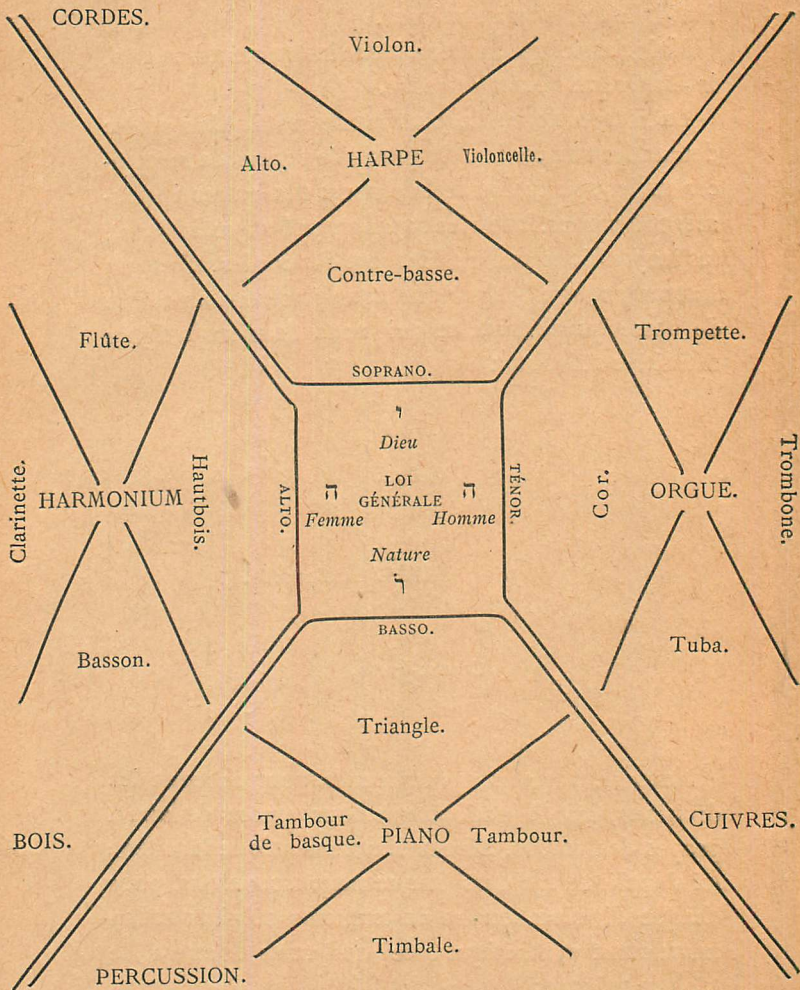 CORDES.
Violon.
Alto. HARPE Violoncelle.
Contre-basse.
Flûte.
Trompette.
SOPRANO.
י
Dieu
Clarinette.
HARMONIUM
Hautbois.
ALTO.
ה
LOI
GÉNÉRALE
ה
Femme
Homme
TÉNOR.
Cor.
ORGUE.
Trombone.
Nature
BASSO.
Basson.
Tuba.
Triangle.
Tambour
de basque. PIANO Tambour.
BOIS.
CUIVRES.
Timbale.
PERCUSSION.